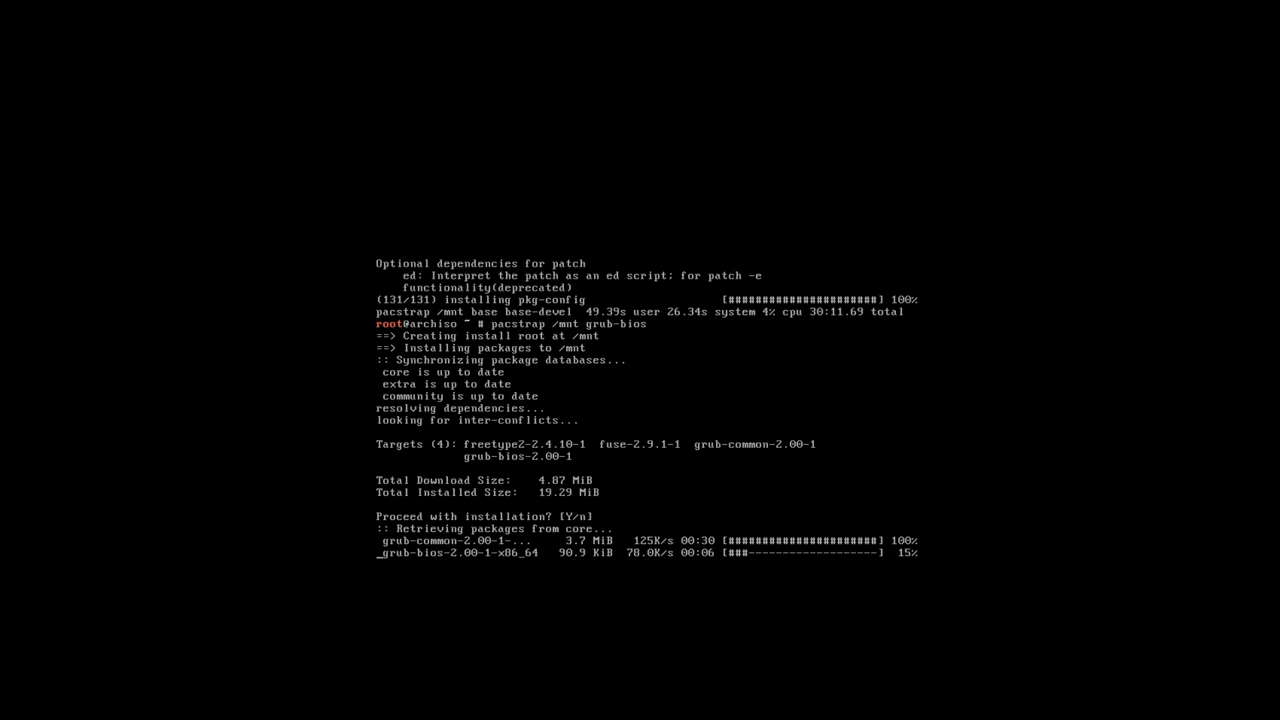 Optional dependencies for patch
    ed: Interpret the patch as an ed script; for patch -e
    functionality(deprecated)
(131/131) installing pkg-config                    [######################] 100%
pacstrap /mnt base base-devel  49.39s user 26.34s system 4% cpu 30:11.69 total
root@archiso ~ # pacstrap /mnt grub-bios
==> Creating install root at /mnt
==> Installing packages to /mnt
:: Synchronizing package databases...
 core is up to date
 extra is up to date
 community is up to date
resolving dependencies...
looking for inter-conflicts...

Targets (4): freetype2-2.4.10-1  fuse-2.9.1-1  grub-common-2.00-1
             grub-bios-2.00-1

Total Download Size:    4.87 MiB
Total Installed Size:   19.29 MiB

Proceed with installation? [Y/n]
:: Retrieving packages from core...
 grub-common-2.00-1-...     3.7 MiB   125K/s 00:30 [######################] 100%
_grub-bios-2.00-1-x86_64   90.9 KiB  78.0K/s 00:06 [###-------------------]  15%